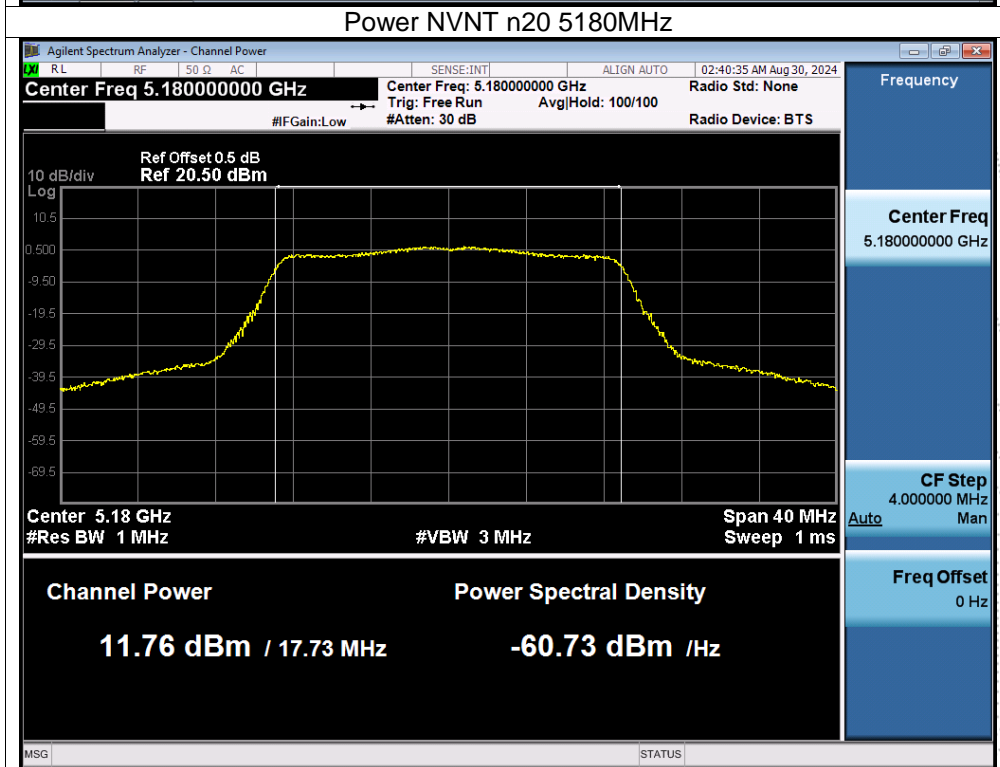 Power NVNT n20 5180MHz
Agilent Spectrum Analyzer - Channel Power
LXI RL RF 50 Ω AC SENSE:INT ALIGN AUTO 02:40:35 AM Aug 30, 2024
Center Freq 5.180000000 GHz
Center Freq: 5.180000000 GHz Radio Std: None
Trig: Free Run Avg|Hold: 100/100
#IFGain:Low #Atten: 30 dB Radio Device: BTS
Ref Offset 0.5 dB
10 dB/div Ref 20.50 dBm
Log
10.5
0.500
-9.50
-19.5
-29.5
-39.5
-49.5
-59.5
-69.5
Center 5.18 GHz Span 40 MHz
#Res BW 1 MHz #VBW 3 MHz Sweep 1 ms
Channel Power Power Spectral Density
11.76 dBm / 17.73 MHz -60.73 dBm /Hz
Frequency
Center Freq
5.180000000 GHz
CF Step
4.000000 MHz
Auto Man
Freq Offset
0 Hz
MSG STATUS